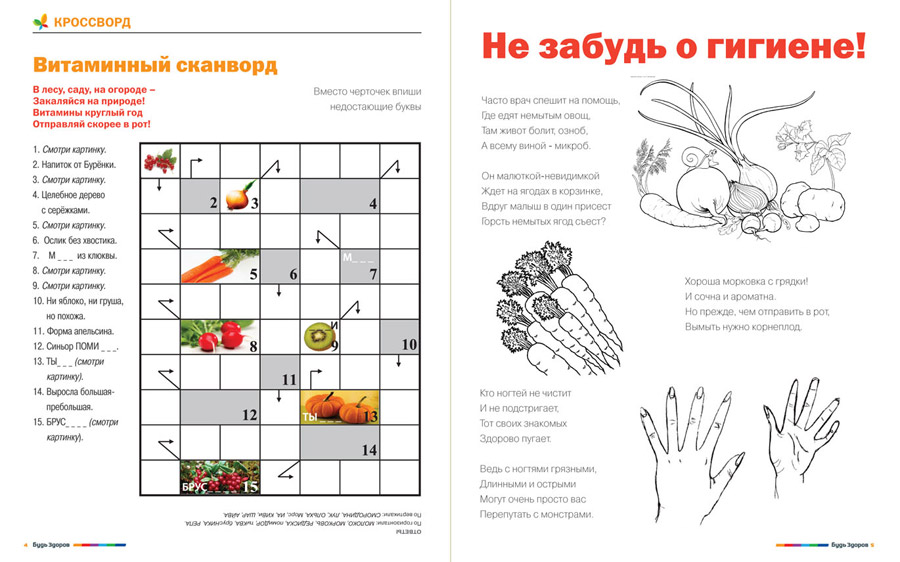 КРОССВОРД
Витаминный сканворд
В лесу, саду, на огороде –
Закаляйся на природе!
Витамины круглый год
Отправляй скорее в рот!
Вместо черточек впиши
недостающие буквы
1. Смотри картинку.
2. Напиток от Бурёнки.
3. Смотри картинку.
4. Целебное дерево
с серёжками.
5. Смотри картинку.
6. Ослик без хвостика.
7. М _ _ _ из клюквы.
8. Смотри картинку.
9. Смотри картинку.
10. Ни яблоко, ни груша,
но похожа.
11. Форма апельсина.
12. Синьор ПОМИ _ _ _.
13. ТЫ_ _ _ (смотри
картинку).
14. Выросла большая-
пребольшая.
15. БРУС_ _ _ _ (смотри
картинку).
2
3
4
М_ _ _
5
6
7
И
8
9
10
11
ТЫ _ _ _
12
13
14
БРУС_ _ _ _
15
ОТВЕТЫ
По горизонтали: МОЛОКО, МОРКОВЬ, РЕДИСКА, помидОР, тыКВА, брусНИКА, РЕПА.
По вертикали: СМОРОДИНА, ЛУК, ОЛЬХА, Морс, ИА, КИВИ, ШАР, АЙВА.
4 Будь Здоров
Не забудь о гигиене!
Часто врач спешит на помощь,
Где едят немытым овощ,
Там живот болит, озноб,
А всему виной - микроб.
Он малюткой-невидимкой
Ждет на ягодах в корзинке,
Вдруг малыш в один присест
Горсть немытых ягод съест?
Хороша морковка с грядки!
И сочна и ароматна.
Но прежде, чем отправить в рот,
Вымыть нужно корнеплод.
Кто ногтей не чистит
И не подстригает,
Тот своих знакомых
Здорово пугает.
Ведь с ногтями грязными,
Длинными и острыми
Могут очень просто вас
Перепутать с монстрами.
Будь Здоров 5